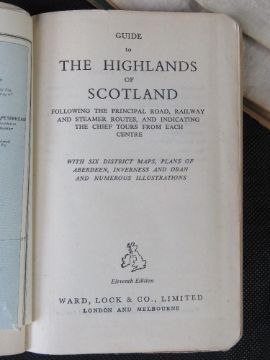 GUIDE
to
THE HIGHLANDS
OF
SCOTLAND
FOLLOWING THE PRINCIPAL ROAD, RAILWAY
AND STEAMER ROUTES, AND INDICATING
THE CHIEF TOURS FROM EACH
CENTRE
WITH SIX DISTRICT MAPS, PLANS OF
ABERDEEN, INVERNESS AND OBAN
AND NUMEROUS ILLUSTRATIONS
Eleventh Edition
WARD, LOCK & CO., LIMITED
LONDON AND MELBOURNE